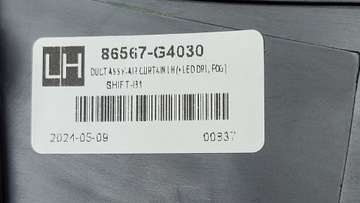 LH
86567-G4030
DUCT ASSY-AIR CURTAIN LH (+LED DRL, FOG)
SHIFT-B1
2024-05-09 00837